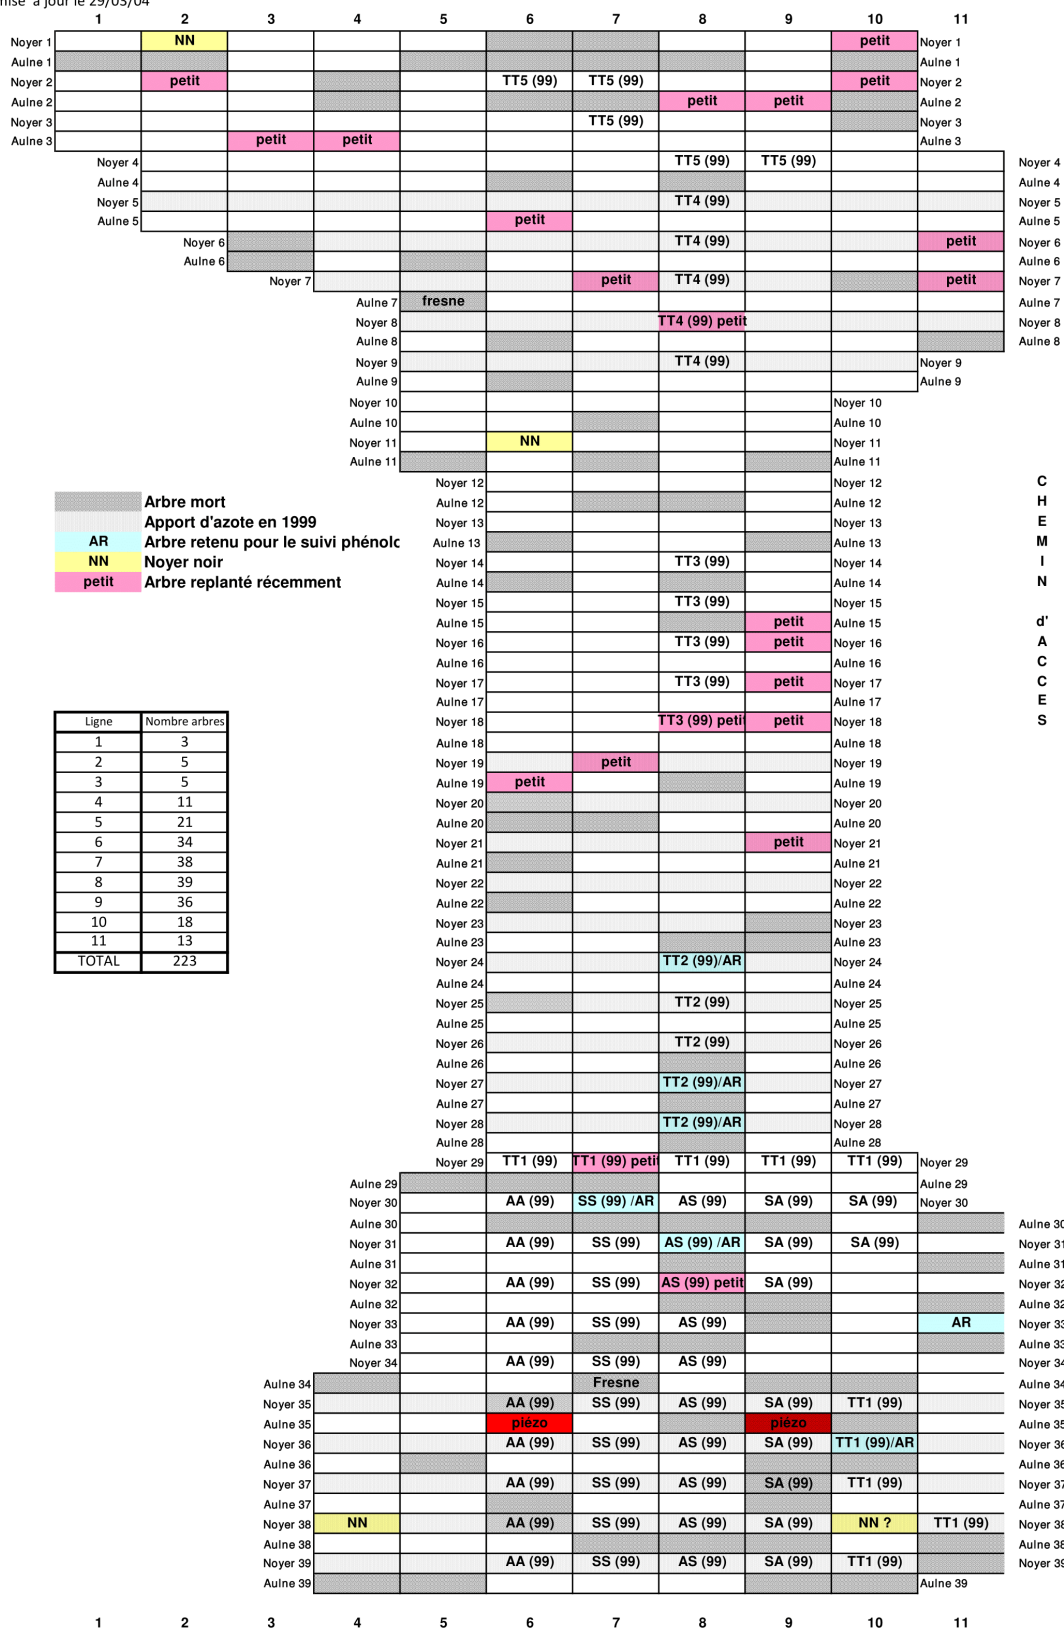 mise à jour le 29/03/04
1 2 3 4 5 6 7 8 9 10 11
Noyer 1 NN petit Noyer 1
Aulne 1 Aulne 1
Noyer 2 petit TT5 (99) TT5 (99) petit Noyer 2
Aulne 2 petit petit Aulne 2
Noyer 3 TT5 (99) Noyer 3
Aulne 3 petit petit Aulne 3
Noyer 4 TT5 (99) TT5 (99) Noyer 4
Aulne 4 Aulne 4
Noyer 5 TT4 (99) Noyer 5
Aulne 5 petit Aulne 5
Noyer 6 TT4 (99) petit Noyer 6
Aulne 6 Aulne 6
Noyer 7 petit TT4 (99) petit Noyer 7
Aulne 7 fresne Aulne 7
Noyer 8 TT4 (99) petit Noyer 8
Aulne 8 Aulne 8
Noyer 9 TT4 (99) Noyer 9
Aulne 9 Aulne 9
Noyer 10 Noyer 10
Aulne 10 Aulne 10
Noyer 11 NN Noyer 11
Aulne 11 Aulne 11
Noyer 12 Noyer 12 C
Arbre mort Aulne 12 Aulne 12 H
Apport d'azote en 1999 Noyer 13 Noyer 13 E
AR Arbre retenu pour le suivi phénolo Aulne 13 Aulne 13 M
NN Noyer noir Noyer 14 TT3 (99) Noyer 14 I
petit Arbre replanté récemment Aulne 14 Aulne 14 N
Noyer 15 TT3 (99) Noyer 15
Aulne 15 petit Aulne 15 d'
Noyer 16 TT3 (99) petit Noyer 16 A
Aulne 16 Aulne 16 C
Noyer 17 TT3 (99) petit Noyer 17 C
Aulne 17 Aulne 17 E
Ligne Nombre arbres Noyer 18 TT3 (99) petit petit Noyer 18 S
1 3 Aulne 18 Aulne 18
2 5 Noyer 19 petit Noyer 19
3 5 Aulne 19 petit Aulne 19
4 11 Noyer 20 Noyer 20
5 21 Aulne 20 Aulne 20
6 34 Noyer 21 petit Noyer 21
7 38 Aulne 21 Aulne 21
8 39 Noyer 22 Noyer 22
9 36 Aulne 22 Aulne 22
10 18 Noyer 23 Noyer 23
11 13 Aulne 23 Aulne 23
TOTAL 223 Noyer 24 TT2 (99)/AR Noyer 24
Aulne 24 Aulne 24
Noyer 25 TT2 (99) Noyer 25
Aulne 25 Aulne 25
Noyer 26 TT2 (99) Noyer 26
Aulne 26 Aulne 26
Noyer 27 TT2 (99)/AR Noyer 27
Aulne 27 Aulne 27
Noyer 28 TT2 (99)/AR Noyer 28
Aulne 28 Aulne 28
Noyer 29 TT1 (99) TT1 (99) petit TT1 (99) TT1 (99) TT1 (99) Noyer 29
Aulne 29 Aulne 29
Noyer 30 AA (99) SS (99) /AR AS (99) SA (99) SA (99) Noyer 30
Aulne 30 Aulne 30
Noyer 31 AA (99) SS (99) AS (99) /AR SA (99) SA (99) Noyer 31
Aulne 31 Aulne 31
Noyer 32 AA (99) SS (99) AS (99) petit SA (99) Noyer 32
Aulne 32 Aulne 32
Noyer 33 AA (99) SS (99) AS (99) AR Noyer 33
Aulne 33 Aulne 33
Noyer 34 AA (99) SS (99) AS (99) Noyer 34
Aulne 34 Fresne Aulne 34
Noyer 35 AA (99) SS (99) AS (99) SA (99) TT1 (99) Noyer 35
Aulne 35 piézo piézo Aulne 35
Noyer 36 AA (99) SS (99) AS (99) SA (99) TT1 (99)/AR Noyer 36
Aulne 36 Aulne 36
Noyer 37 AA (99) SS (99) AS (99) SA (99) TT1 (99) Noyer 37
Aulne 37 Aulne 37
Noyer 38 NN AA (99) SS (99) AS (99) SA (99) NN ? TT1 (99) Noyer 38
Aulne 38 Aulne 38
Noyer 39 AA (99) SS (99) AS (99) SA (99) TT1 (99) Noyer 39
Aulne 39 Aulne 39
1 2 3 4 5 6 7 8 9 10 11